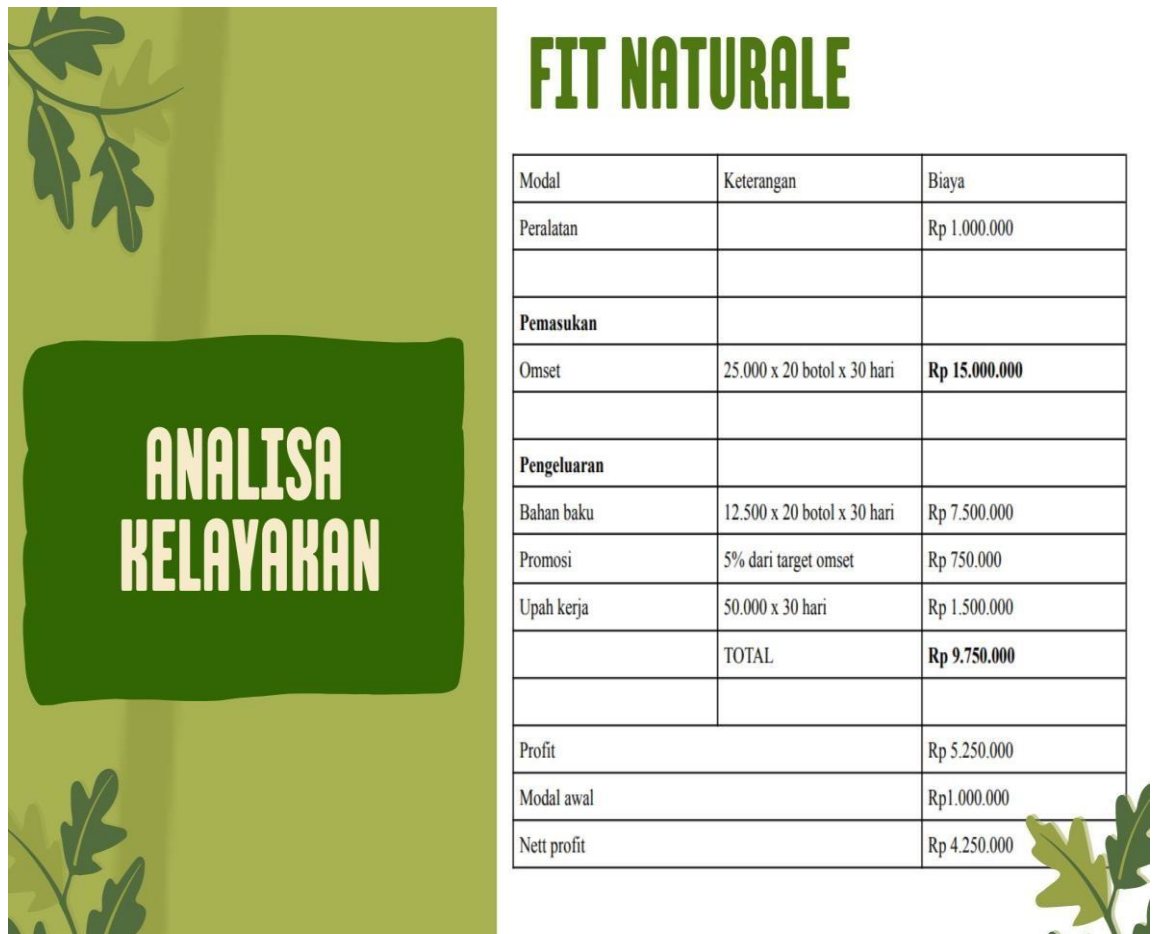 FIT NATURALE
ANALISA
KELAYAKAN
Modal Keterangan Biaya
Peralatan Rp 1.000.000
Pemasukan
Omset 25.000 x 20 botol x 30 hari Rp 15.000.000
Pengeluaran
Bahan baku 12.500 x 20 botol x 30 hari Rp 7.500.000
Promosi 5% dari target omset Rp 750.000
Upah kerja 50.000 x 30 hari Rp 1.500.000
TOTAL Rp 9.750.000
Profit Rp 5.250.000
Modal awal Rp1.000.000
Nett profit Rp 4.250.000